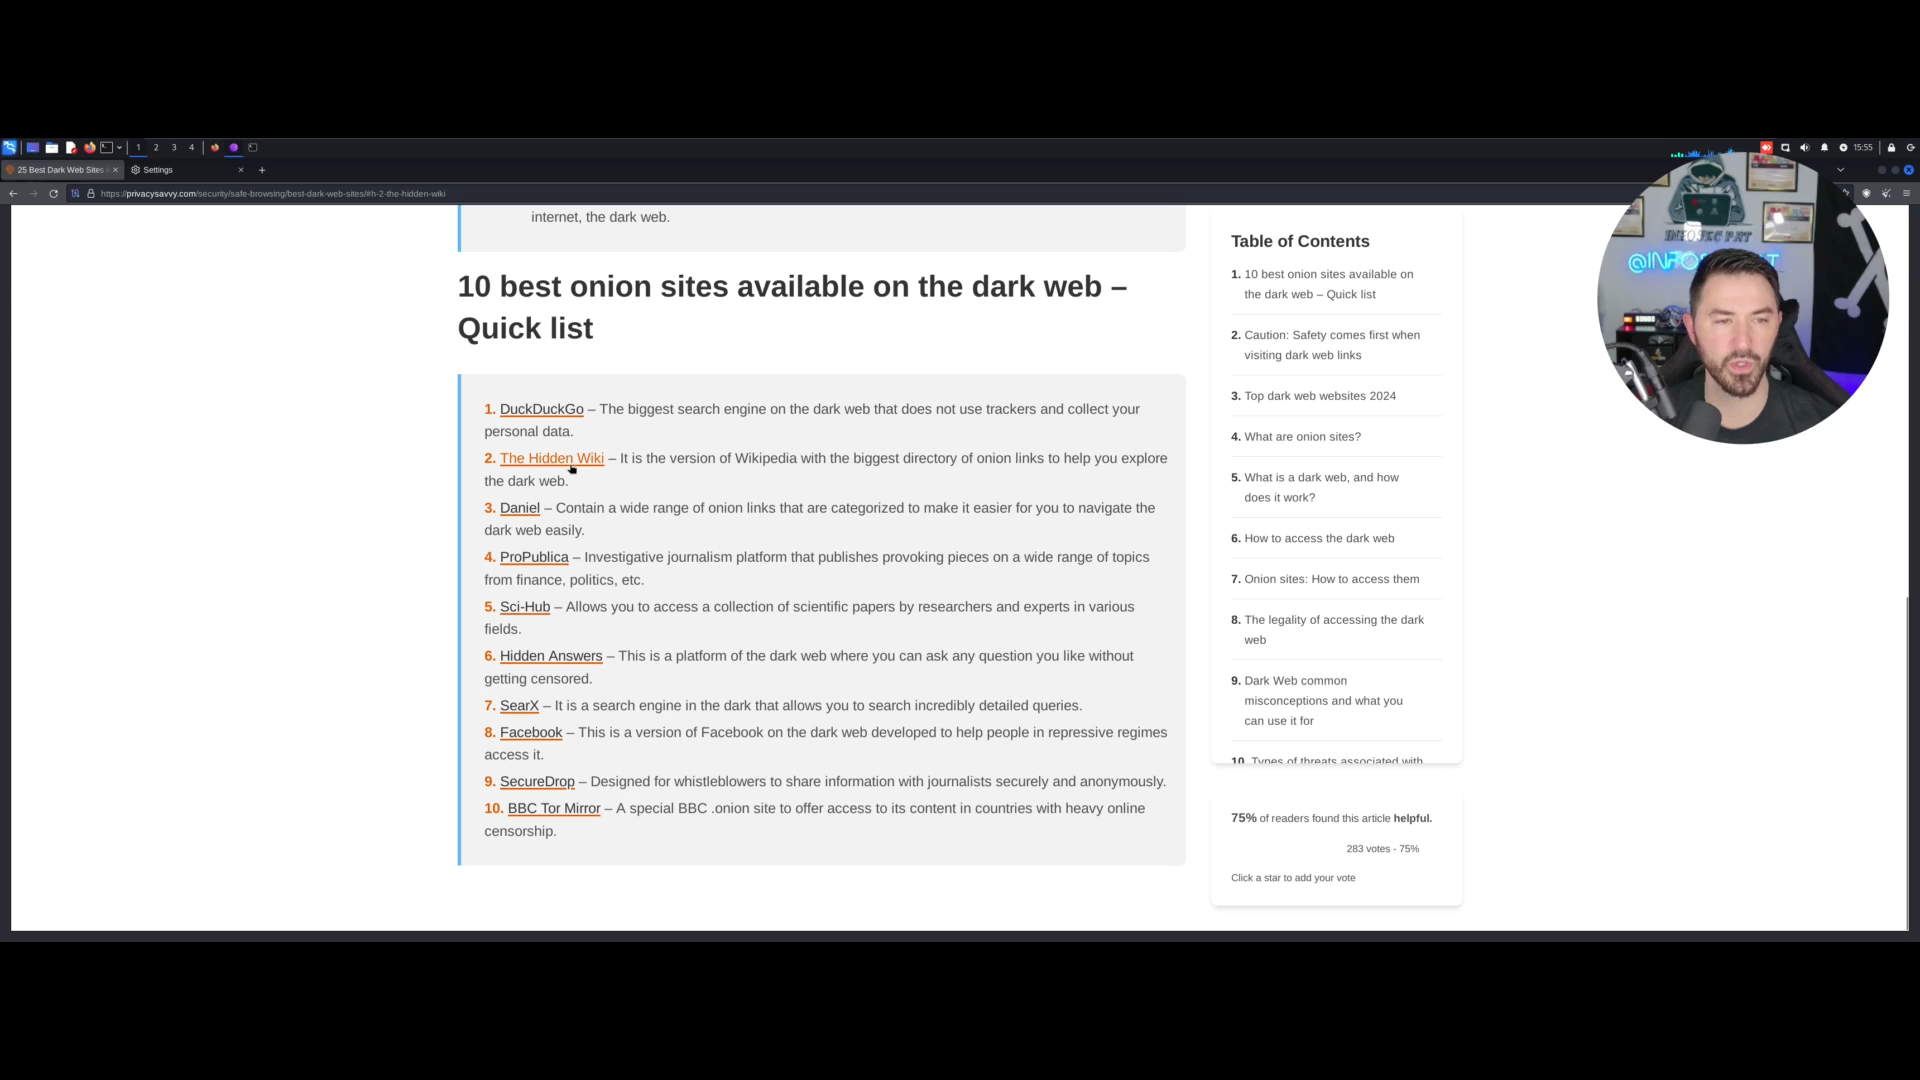 1 2 3 4 15:55
25 Best Dark Web Sites
Settings
https://privacysavvy.com/security/safe-browsing/best-dark-web-sites/#h-2-the-hidden-wiki
internet, the dark web.
10 best onion sites available on the dark web –
Quick list
1. DuckDuckGo – The biggest search engine on the dark web that does not use trackers and collect your
personal data.
2. The Hidden Wiki – It is the version of Wikipedia with the biggest directory of onion links to help you explore
the dark web.
3. Daniel – Contain a wide range of onion links that are categorized to make it easier for you to navigate the
dark web easily.
4. ProPublica – Investigative journalism platform that publishes provoking pieces on a wide range of topics
from finance, politics, etc.
5. Sci-Hub – Allows you to access a collection of scientific papers by researchers and experts in various
fields.
6. Hidden Answers – This is a platform of the dark web where you can ask any question you like without
getting censored.
7. SearX – It is a search engine in the dark that allows you to search incredibly detailed queries.
8. Facebook – This is a version of Facebook on the dark web developed to help people in repressive regimes
access it.
9. SecureDrop – Designed for whistleblowers to share information with journalists securely and anonymously.
10. BBC Tor Mirror – A special BBC .onion site to offer access to its content in countries with heavy online
censorship.
Table of Contents
1. 10 best onion sites available on
the dark web – Quick list
2. Caution: Safety comes first when
visiting dark web links
3. Top dark web websites 2024
4. What are onion sites?
5. What is a dark web, and how
does it work?
6. How to access the dark web
7. Onion sites: How to access them
8. The legality of accessing the dark
web
9. Dark Web common
misconceptions and what you
can use it for
10. Types of threats associated with
75% of readers found this article helpful.
283 votes - 75%
Click a star to add your vote
INFOSEC PAT